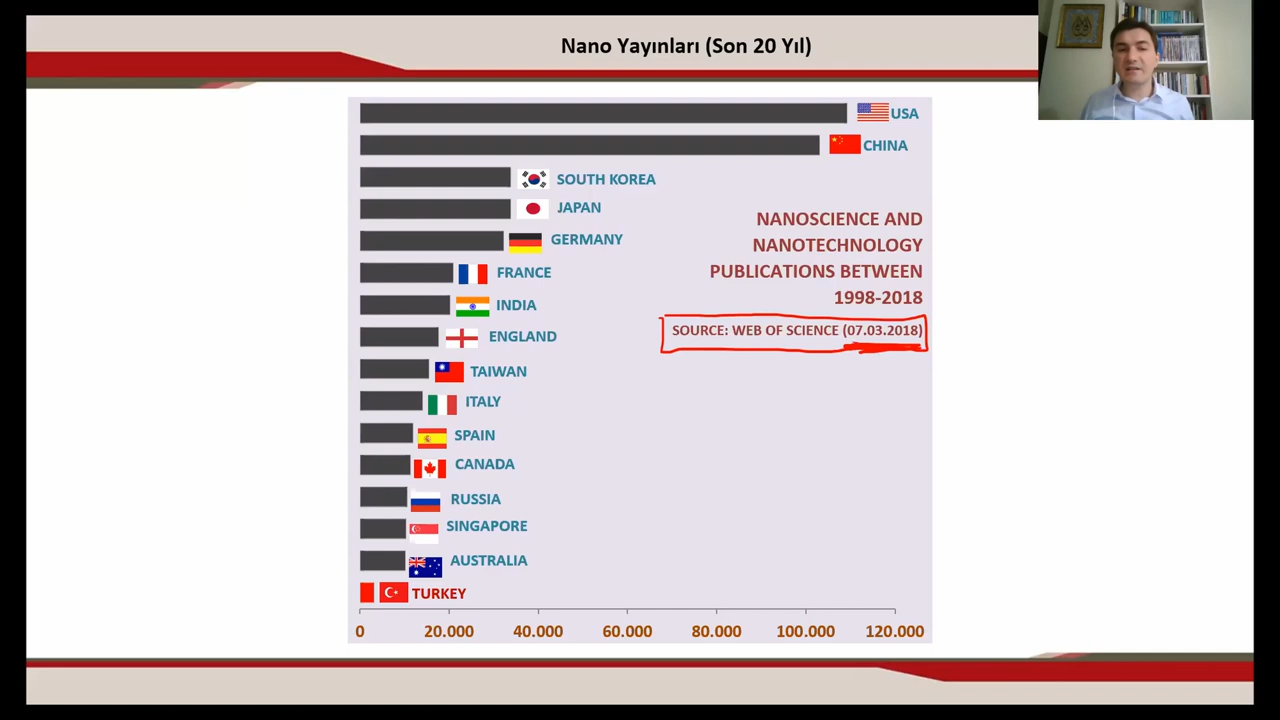 Nano Yayınları (Son 20 Yıl)
USA
CHINA
SOUTH KOREA
JAPAN
GERMANY
FRANCE
INDIA
ENGLAND
TAIWAN
ITALY
SPAIN
CANADA
RUSSIA
SINGAPORE
AUSTRALIA
TURKEY
NANOSCIENCE AND
NANOTECHNOLOGY
PUBLICATIONS BETWEEN
1998-2018
SOURCE: WEB OF SCIENCE (07.03.2018)
0 20.000 40.000 60.000 80.000 100.000 120.000